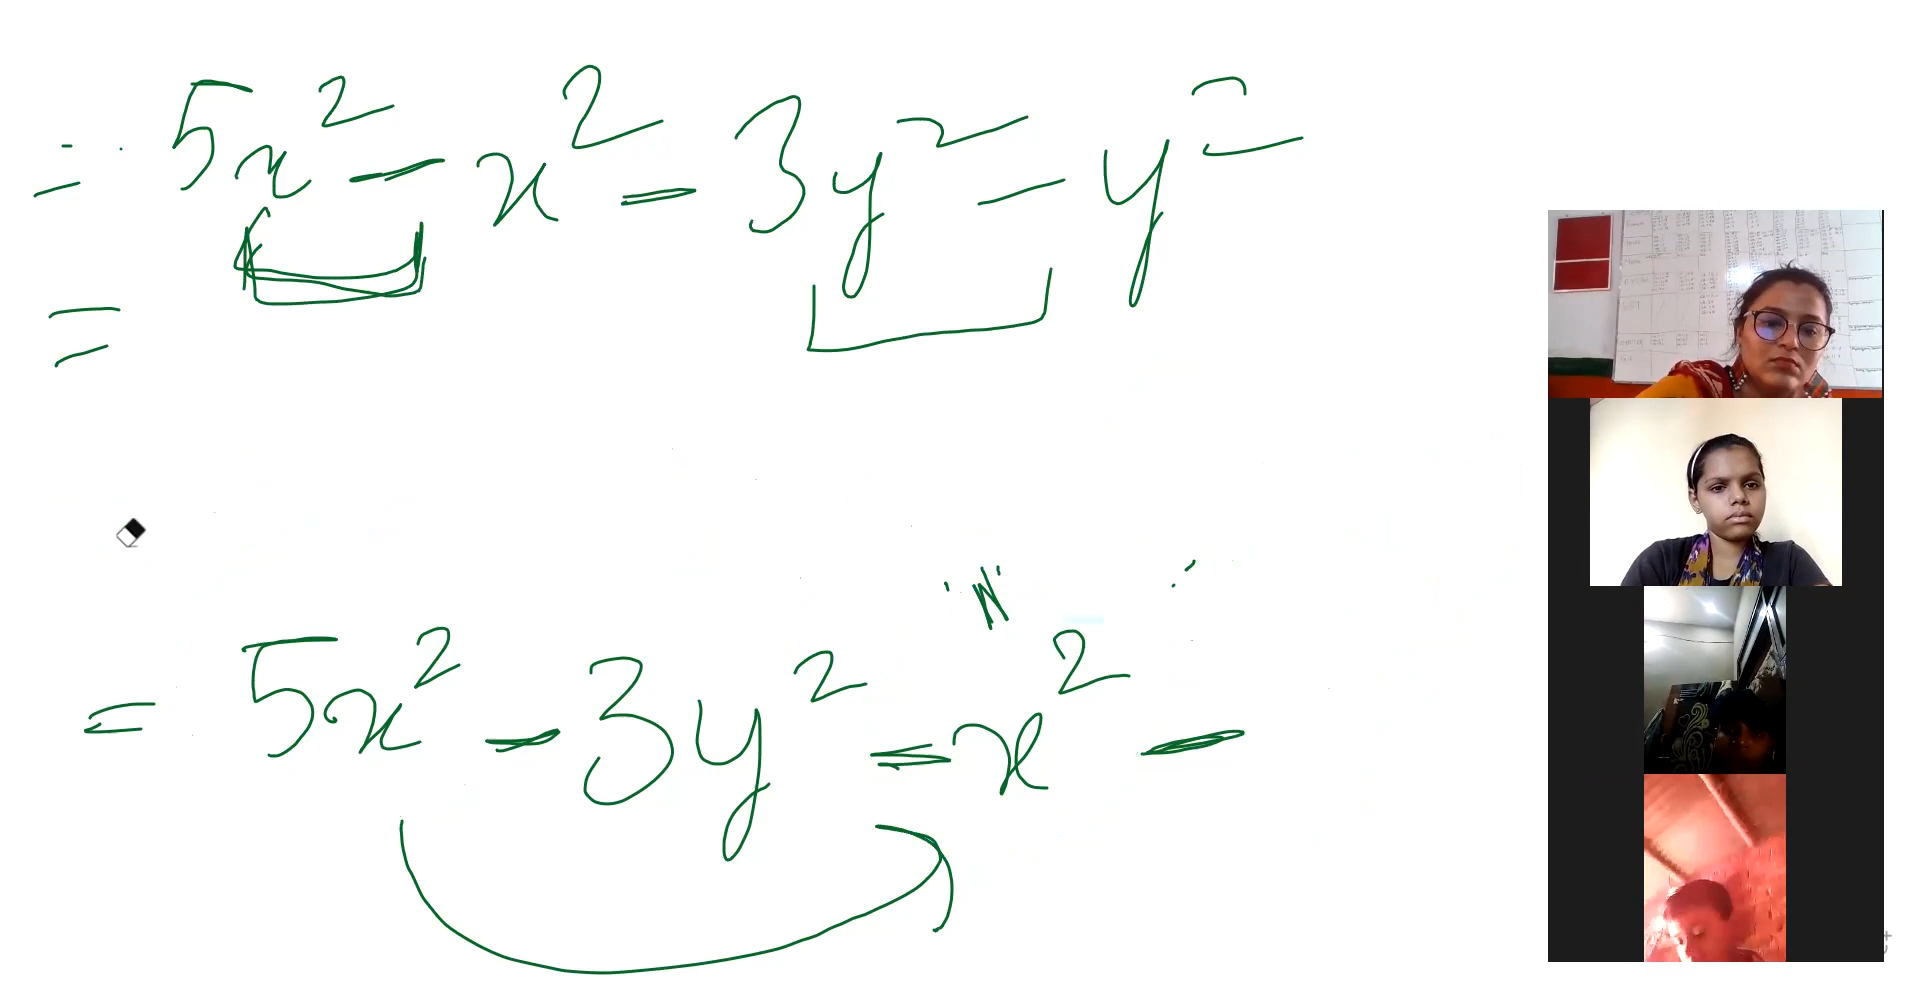 = 5x² - x² - 3y² - y²
=
= 5x² - 3y² - x² -